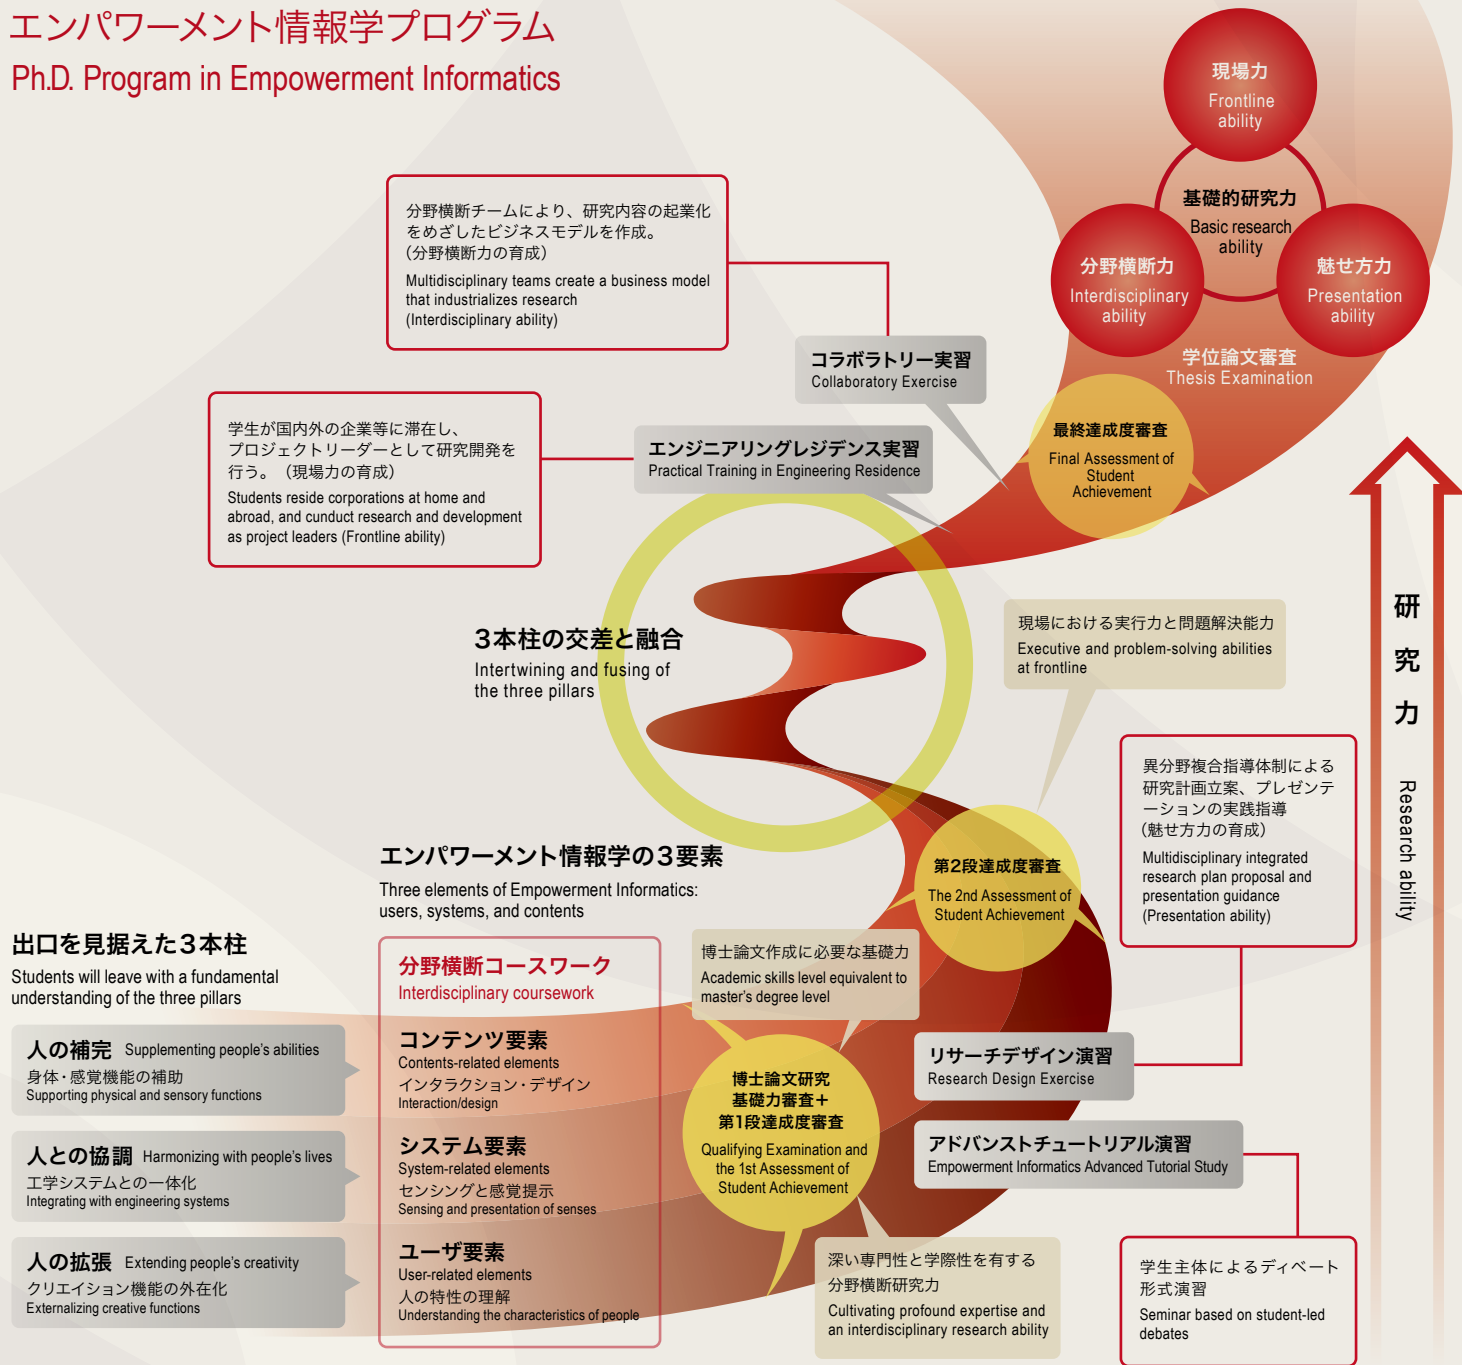 エンパワーメント情報学プログラム
Ph.D. Program in Empowerment Informatics
現場力
Frontline
ability
基礎的研究力
Basic research
ability
分野横断力
Interdisciplinary
ability
魅せ方力
Presentation
ability
学位論文審査
Thesis Examination
分野横断チームにより、研究内容の起業化
をめざしたビジネスモデルを作成。
（分野横断力の育成）
Multidisciplinary teams create a business model
that industrializes research
(Interdisciplinary ability)
コラボラトリー実習
Collaboratory Exercise
学生が国内外の企業等に滞在し、
プロジェクトリーダーとして研究開発を
行う。（現場力の育成）
Students reside corporations at home and
abroad, and cunduct research and development
as project leaders (Frontline ability)
エンジニアリングレジデンス実習
Practical Training in Engineering Residence
最終達成度審査
Final Assessment of
Student
Achievement
3本柱の交差と融合
Intertwining and fusing of
the three pillars
現場における実行力と問題解決能力
Executive and problem-solving abilities
at frontline
研
究
力
Research ability
異分野複合指導体制による
研究計画立案、プレゼンテ
ーションの実践指導
（魅せ方力の育成）
Multidisciplinary integrated
research plan proposal and
presentation guidance
(Presentation ability)
エンパワーメント情報学の3要素
Three elements of Empowerment Informatics:
users, systems, and contents
第2段達成度審査
The 2nd Assessment of
Student Achievement
出口を見据えた3本柱
Students will leave with a fundamental
understanding of the three pillars
分野横断コースワーク
Interdisciplinary coursework
博士論文作成に必要な基礎力
Academic skills level equivalent to
master's degree level
人の補完 Supplementing people's abilities
身体・感覚機能の補助
Supporting physical and sensory functions
コンテンツ要素
Contents-related elements
インタラクション・デザイン
Interaction/design
リサーチデザイン演習
Research Design Exercise
博士論文研究
基礎力審査＋
第1段達成度審査
Qualifying Examination and
the 1st Assessment of
Student Achievement
人との協調 Harmonizing with people's lives
工学システムとの一体化
Integrating with engineering systems
システム要素
System-related elements
センシングと感覚提示
Sensing and presentation of senses
アドバンストチュートリアル演習
Empowerment Informatics Advanced Tutorial Study
人の拡張 Extending people's creativity
クリエイション機能の外在化
Externalizing creative functions
ユーザ要素
User-related elements
人の特性の理解
Understanding the characteristics of people
深い専門性と学際性を有する
分野横断研究力
Cultivating profound expertise and
an interdisciplinary research ability
学生主体によるディベート
形式演習
Seminar based on student-led
debates